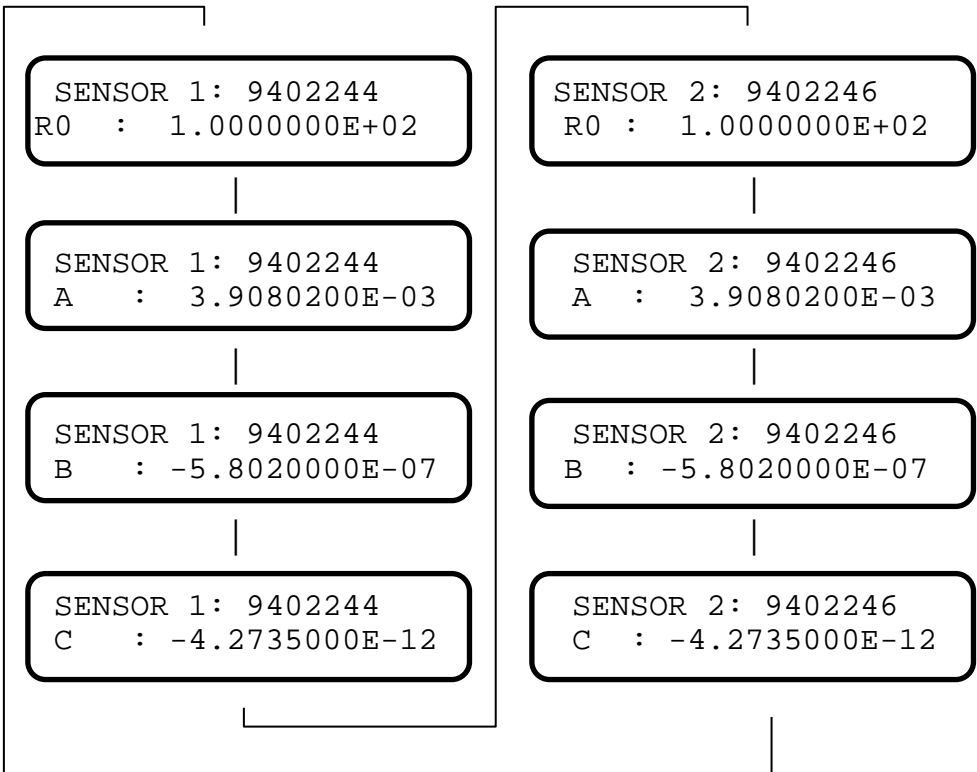 SENSOR 1: 9402244
R0 : 1.0000000E+02
SENSOR 1: 9402244
A : 3.9080200E-03
SENSOR 1: 9402244
B : -5.8020000E-07
SENSOR 1: 9402244
C : -4.2735000E-12
SENSOR 2: 9402246
R0 : 1.0000000E+02
SENSOR 2: 9402246
A : 3.9080200E-03
SENSOR 2: 9402246
B : -5.8020000E-07
SENSOR 2: 9402246
C : -4.2735000E-12